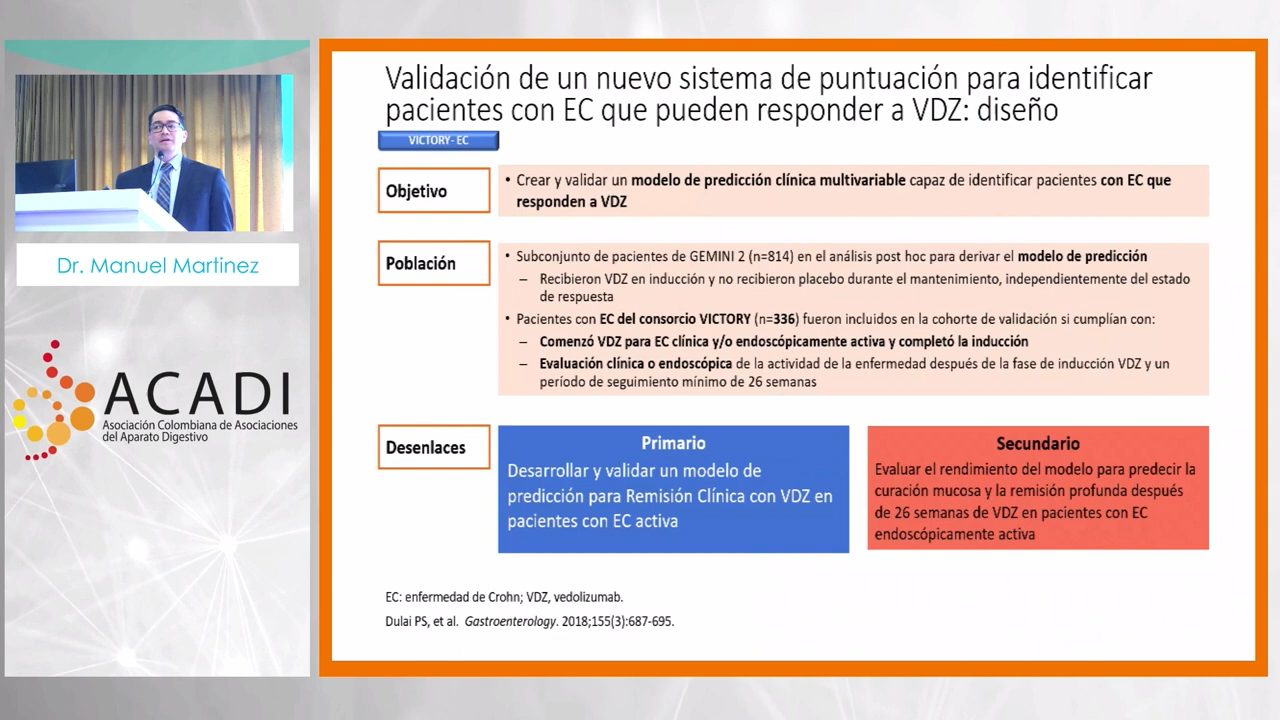 Validación de un nuevo sistema de puntuación para identificar
pacientes con EC que pueden responder a VDZ: diseño
VICTORY- EC
Objetivo
• Crear y validar un modelo de predicción clínica multivariable capaz de identificar pacientes con EC que
responden a VDZ
Población
• Subconjunto de pacientes de GEMINI 2 (n=814) en el análisis post hoc para derivar el modelo de predicción
– Recibieron VDZ en inducción y no recibieron placebo durante el mantenimiento, independientemente del estado
de respuesta
• Pacientes con EC del consorcio VICTORY (n=336) fueron incluidos en la cohorte de validación si cumplían con:
– Comenzó VDZ para EC clínica y/o endoscópicamente activa y completó la inducción
– Evaluación clínica o endoscópica de la actividad de la enfermedad después de la fase de inducción VDZ y un
período de seguimiento mínimo de 26 semanas
Desenlaces
Primario
Desarrollar y validar un modelo de
predicción para Remisión Clínica con VDZ en
pacientes con EC activa
Secundario
Evaluar el rendimiento del modelo para predecir la
curación mucosa y la remisión profunda después
de 26 semanas de VDZ en pacientes con EC
endoscópicamente activa
EC: enfermedad de Crohn; VDZ, vedolizumab.
Dulai PS, et al. Gastroenterology. 2018;155(3):687-695.
Dr. Manuel Martinez
ACADI
Asociación Colombiana de Asociaciones
del Aparato Digestivo